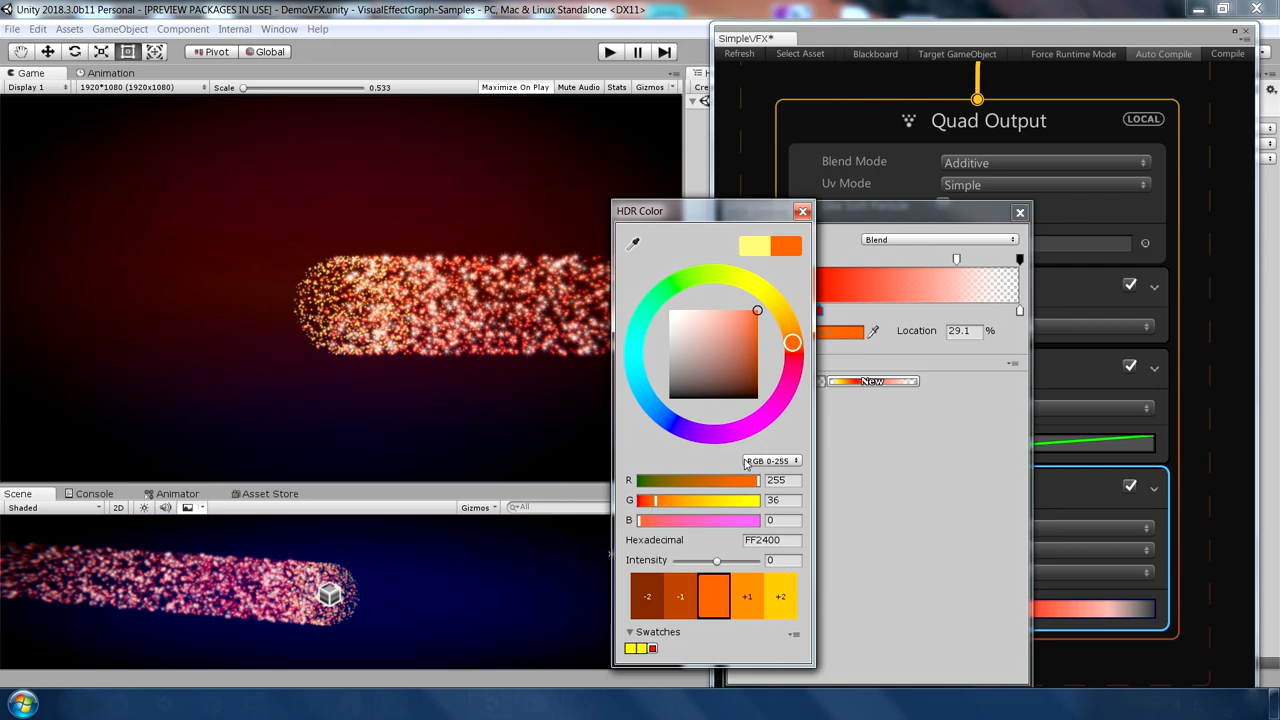 Unity 2018.3.0b11 - [PREVIEW PACKAGES IN USE] - DemoVFX.unity - VisualEffectGraph-Samples - PC, Mac & Linux Standalone <DX11>
File Edit Assets GameObject Component Internal Window Help
Pivot Global
Game Animation
Display 1 1920*1080 (1920x1080) Scale 0.533 Maximize On Play Mute Audio Stats Gizmos
SimpleVFX*
Refresh Select Asset Blackboard Target GameObject Force Runtime Mode Auto Compile Compile
Quad Output LOCAL
Blend Mode Additive
Uv Mode Simple
HDR Color
Blend
Location 29.1 %
New
RGB 0-255
R 255
G 36
B 0
Hexadecimal FF2400
Intensity 0
-2 -1 +1 +2
Swatches
Scene Console Animator Asset Store
Shaded 2D Gizmos All